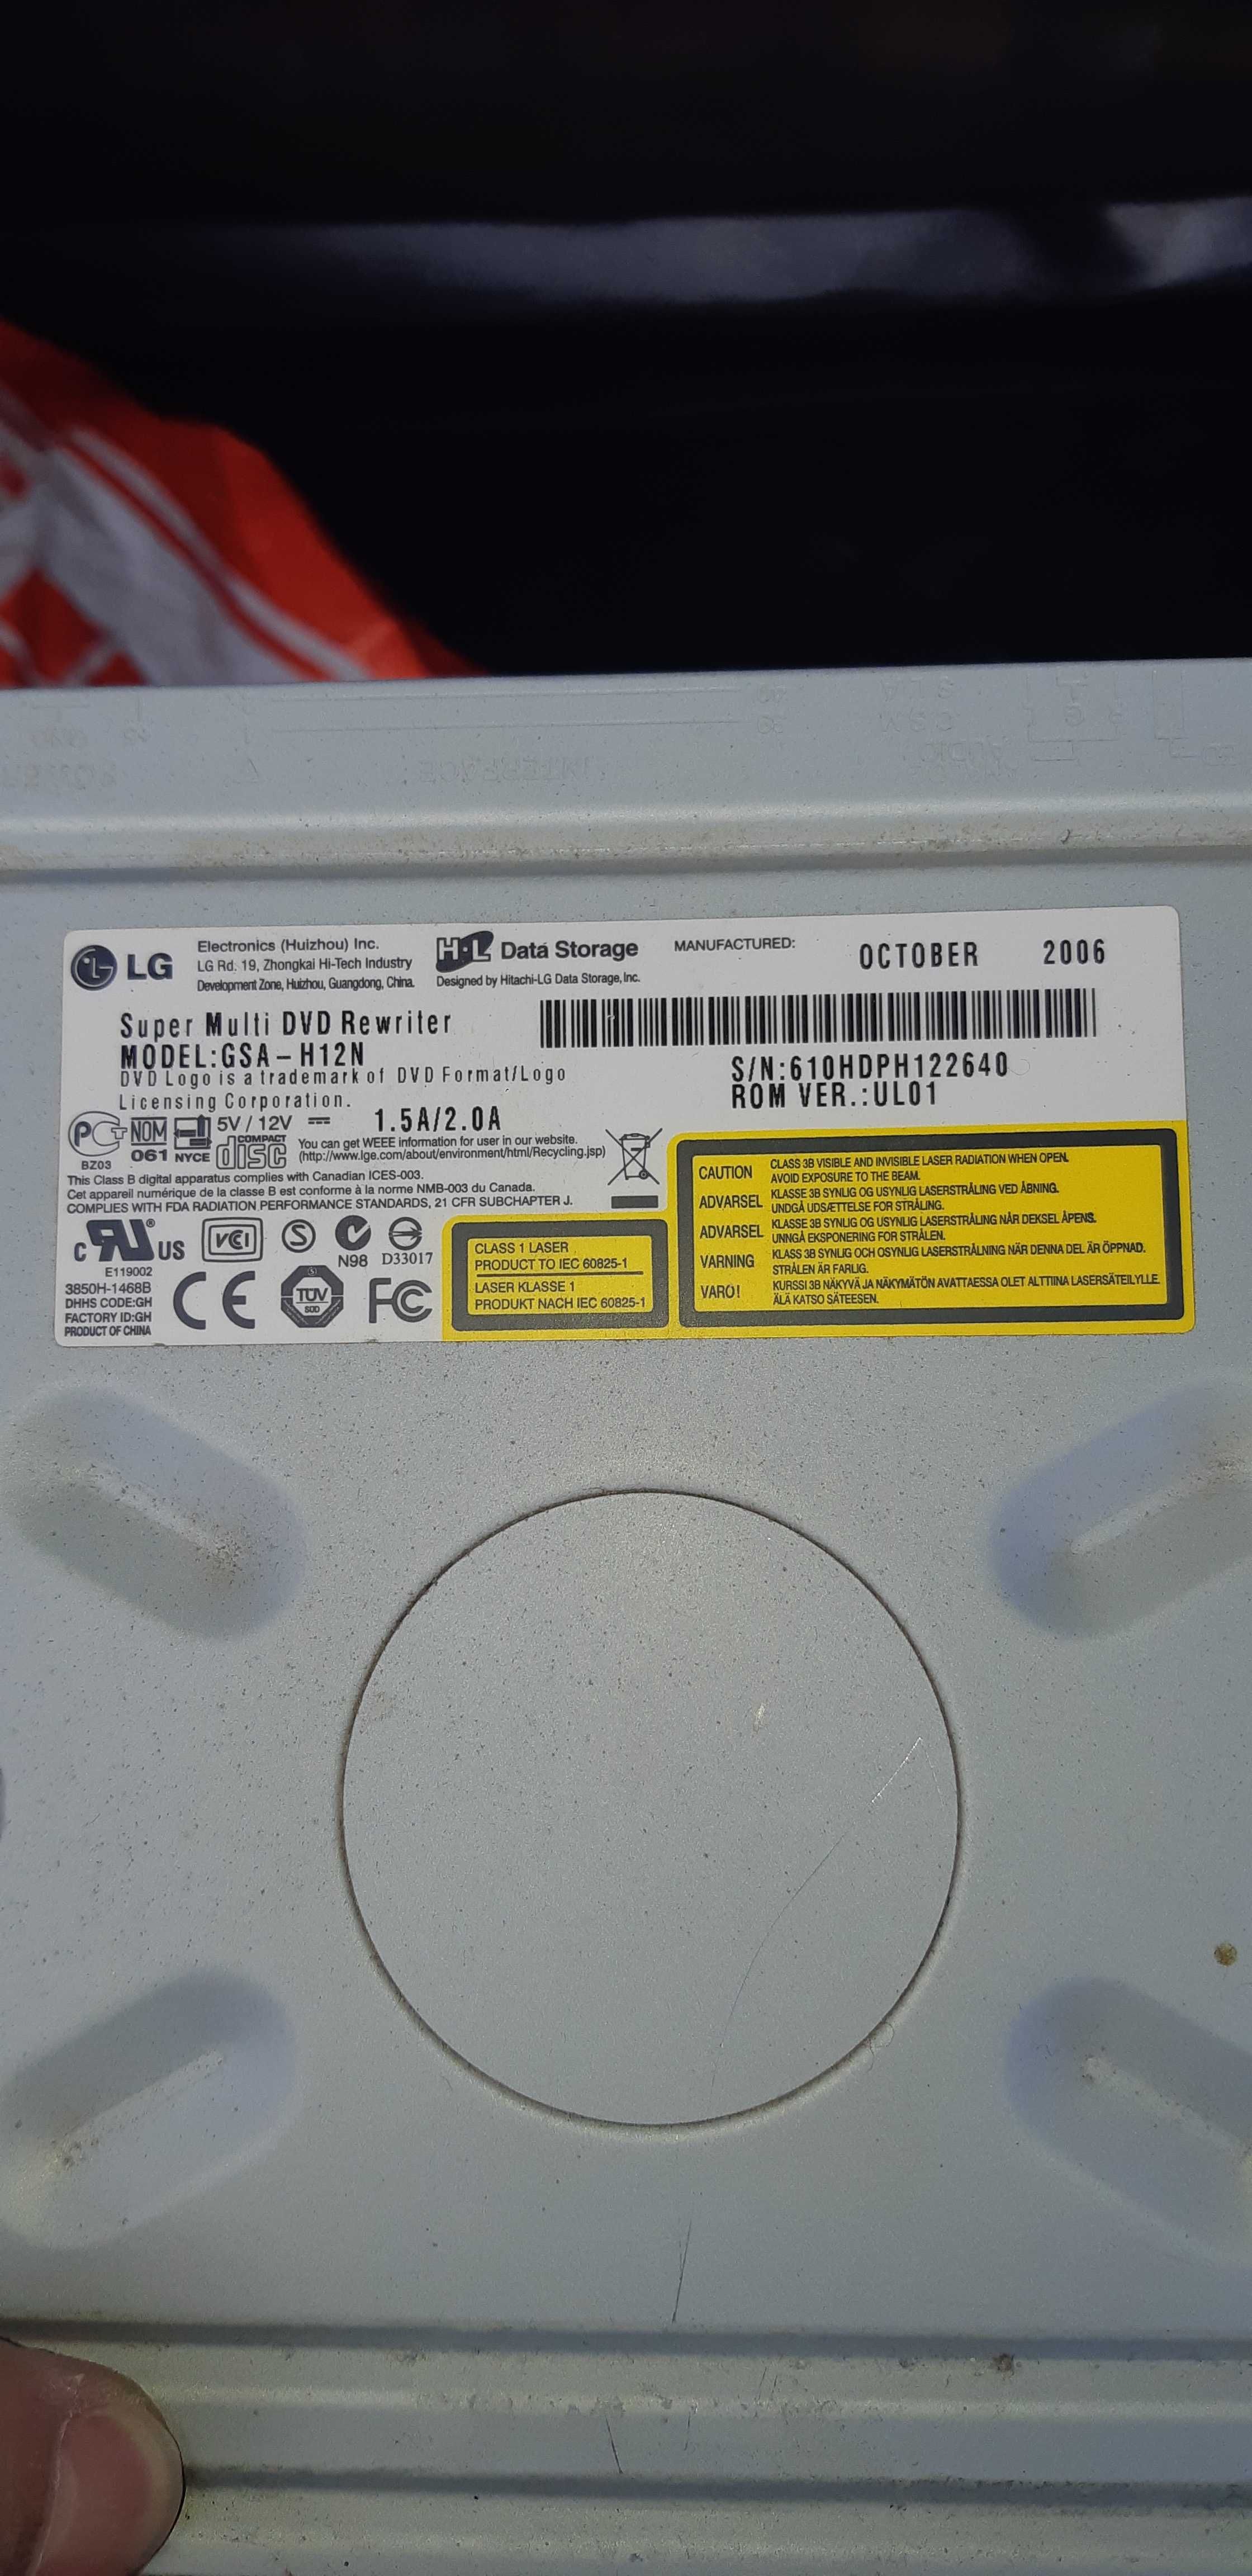 INTERFACE
LG
Electronics (Huizhou) Inc.
LG Rd. 19, Zhongkai Hi-Tech Industry
Development Zone, Huizhou, Guangdong, China.
H·L Data Storage
Designed by Hitachi-LG Data Storage, Inc.
MANUFACTURED: OCTOBER 2006
Super Multi DVD Rewriter
MODEL:GSA-H12N
DVD Logo is a trademark of DVD Format/Logo
Licensing Corporation.
S/N:610HDPH122640
ROM VER.:UL01
5V / 12V ⎓ 1.5A/2.0A
NOM
061 NYCE
BZ03
COMPACT
disc
You can get WEEE information for user in our website.
(http://www.lge.com/about/environment/html/Recycling.jsp)
This Class B digital apparatus complies with Canadian ICES-003.
Cet appareil numérique de la classe B est conforme à la norme NMB-003 du Canada.
COMPLIES WITH FDA RADIATION PERFORMANCE STANDARDS, 21 CFR SUBCHAPTER J.
C RU® US
E119002
VCI
S
N98
D33017
3850H-1468B
DHHS CODE:GH
FACTORY ID:GH
PRODUCT OF CHINA
CE
TÜV
FC
CLASS 1 LASER
PRODUCT TO IEC 60825-1
LASER KLASSE 1
PRODUKT NACH IEC 60825-1
CAUTION CLASS 3B VISIBLE AND INVISIBLE LASER RADIATION WHEN OPEN.
AVOID EXPOSURE TO THE BEAM.
ADVARSEL KLASSE 3B SYNLIG OG USYNLIG LASERSTRÅLING VED ÅBNING.
UNDGÅ UDSÆTTELSE FOR STRÅLING.
ADVARSEL KLASSE 3B SYNLIG OG USYNLIG LASERSTRÅLING NÅR DEKSEL ÅPENS.
UNNGÅ EKSPONERING FOR STRÅLEN.
VARNING KLASS 3B SYNLIG OCH OSYNLIG LASERSTRÅLNING NÄR DENNA DEL ÄR ÖPPNAD.
STRÅLEN ÄR FARLIG.
VARO! KURSSI 3B NÄKYVÄ JA NÄKYMÄTÖN AVATTAESSA OLET ALTTIINA LASERSÄTEILYLLE.
ÄLÄ KATSO SÄTEESEN.